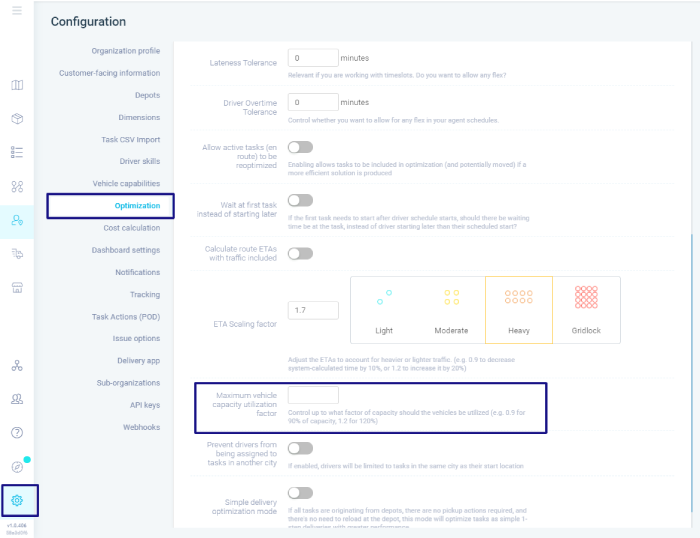 Configuration
Organization profile
Customer-facing information
Depots
Dimensions
Task CSV Import
Driver skills
Vehicle capabilities
Optimization
Cost calculation
Dashboard settings
Notifications
Tracking
Task Actions (POD)
Issue options
Delivery app
Sub-organizations
API keys
Webhooks
Lateness Tolerance
0 minutes
Relevant if you are working with timeslots. Do you want to allow any flex?
Driver Overtime
Tolerance
0 minutes
Control whether you want to allow for any flex in your agent schedules.
Allow active tasks (en
route) to be
reoptimized
Enabling allows tasks to be included in optimization (and potentially moved) if a
more efficient solution is produced
Wait at first task
instead of starting later
If the first task needs to start after driver schedule starts, should there be waiting
time be at the task, instead of driver starting later than their scheduled start?
Calculate route ETAs
with traffic included
ETA Scaling factor
1.7
Light
Moderate
Heavy
Gridlock
Adjust the ETAs to account for heavier or lighter traffic. (e.g. 0.9 to decrease
system-calculated time by 10%, or 1.2 to increase it by 20%)
Maximum vehicle
capacity utilization
factor
Control up to what factor of capacity should the vehicles be utilized (e.g. 0.9 for
90% of capacity, 1.2 for 120%)
Prevent drivers from
being assigned to
tasks in another city
If enabled, drivers will be limited to tasks in the same city as their start location
Simple delivery
optimization mode
If all tasks are originating from depots, there are no pickup actions required, and
there's no need to reload at the depot, this mode will optimize tasks as simple 1-
step deliveries with greater performance.